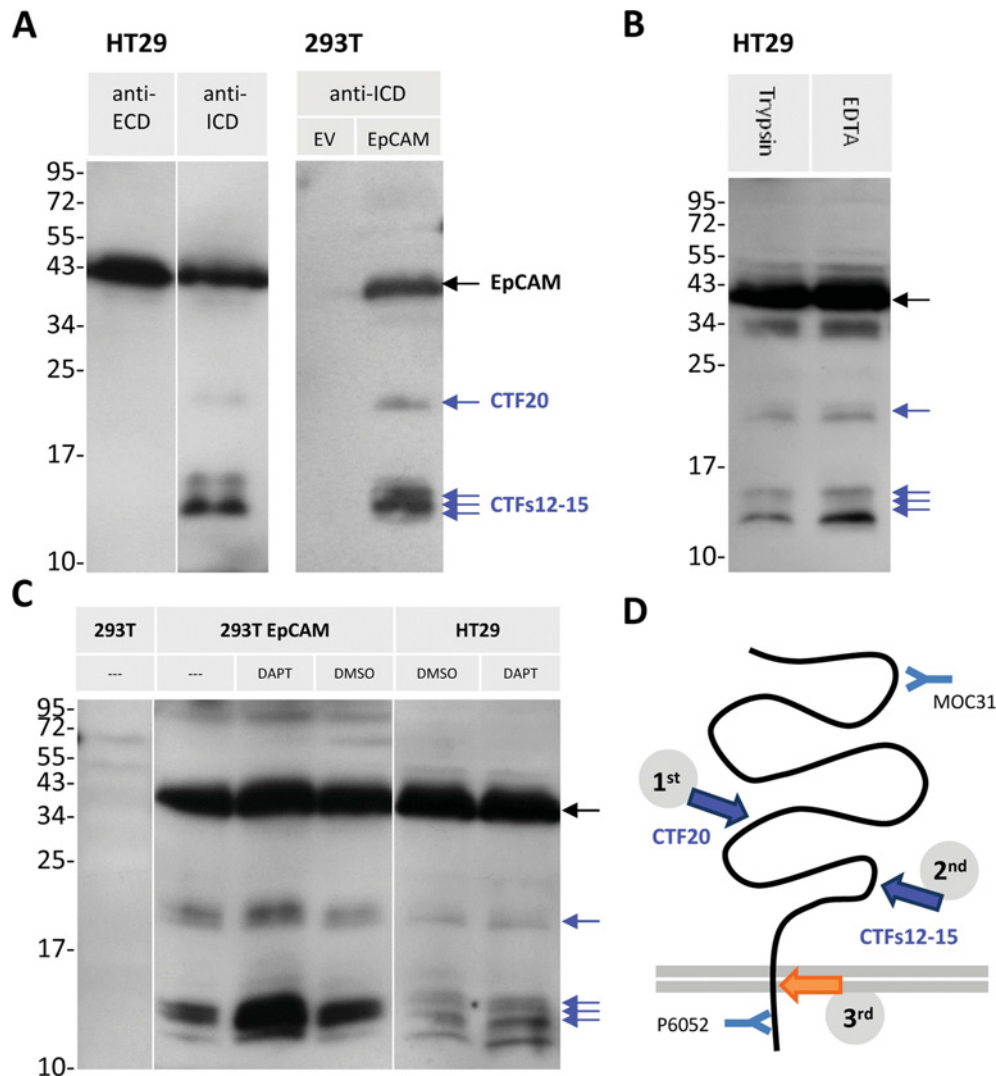 A
HT29
293T
anti-
ECD
anti-
ICD
anti-ICD
EV
EpCAM
95-
72-
55-
43-
34-
25-
17-
10-
EpCAM
CTF20
CTFs12-15
B
HT29
Trypsin
EDTA
95-
72-
55-
43-
34-
25-
17-
10-
C
293T
293T EpCAM
HT29
---
---
DAPT
DMSO
DMSO
DAPT
95-
72-
55-
43-
34-
25-
17-
10-
D
MOC31
1st
CTF20
2nd
CTFs12-15
P6052
3rd